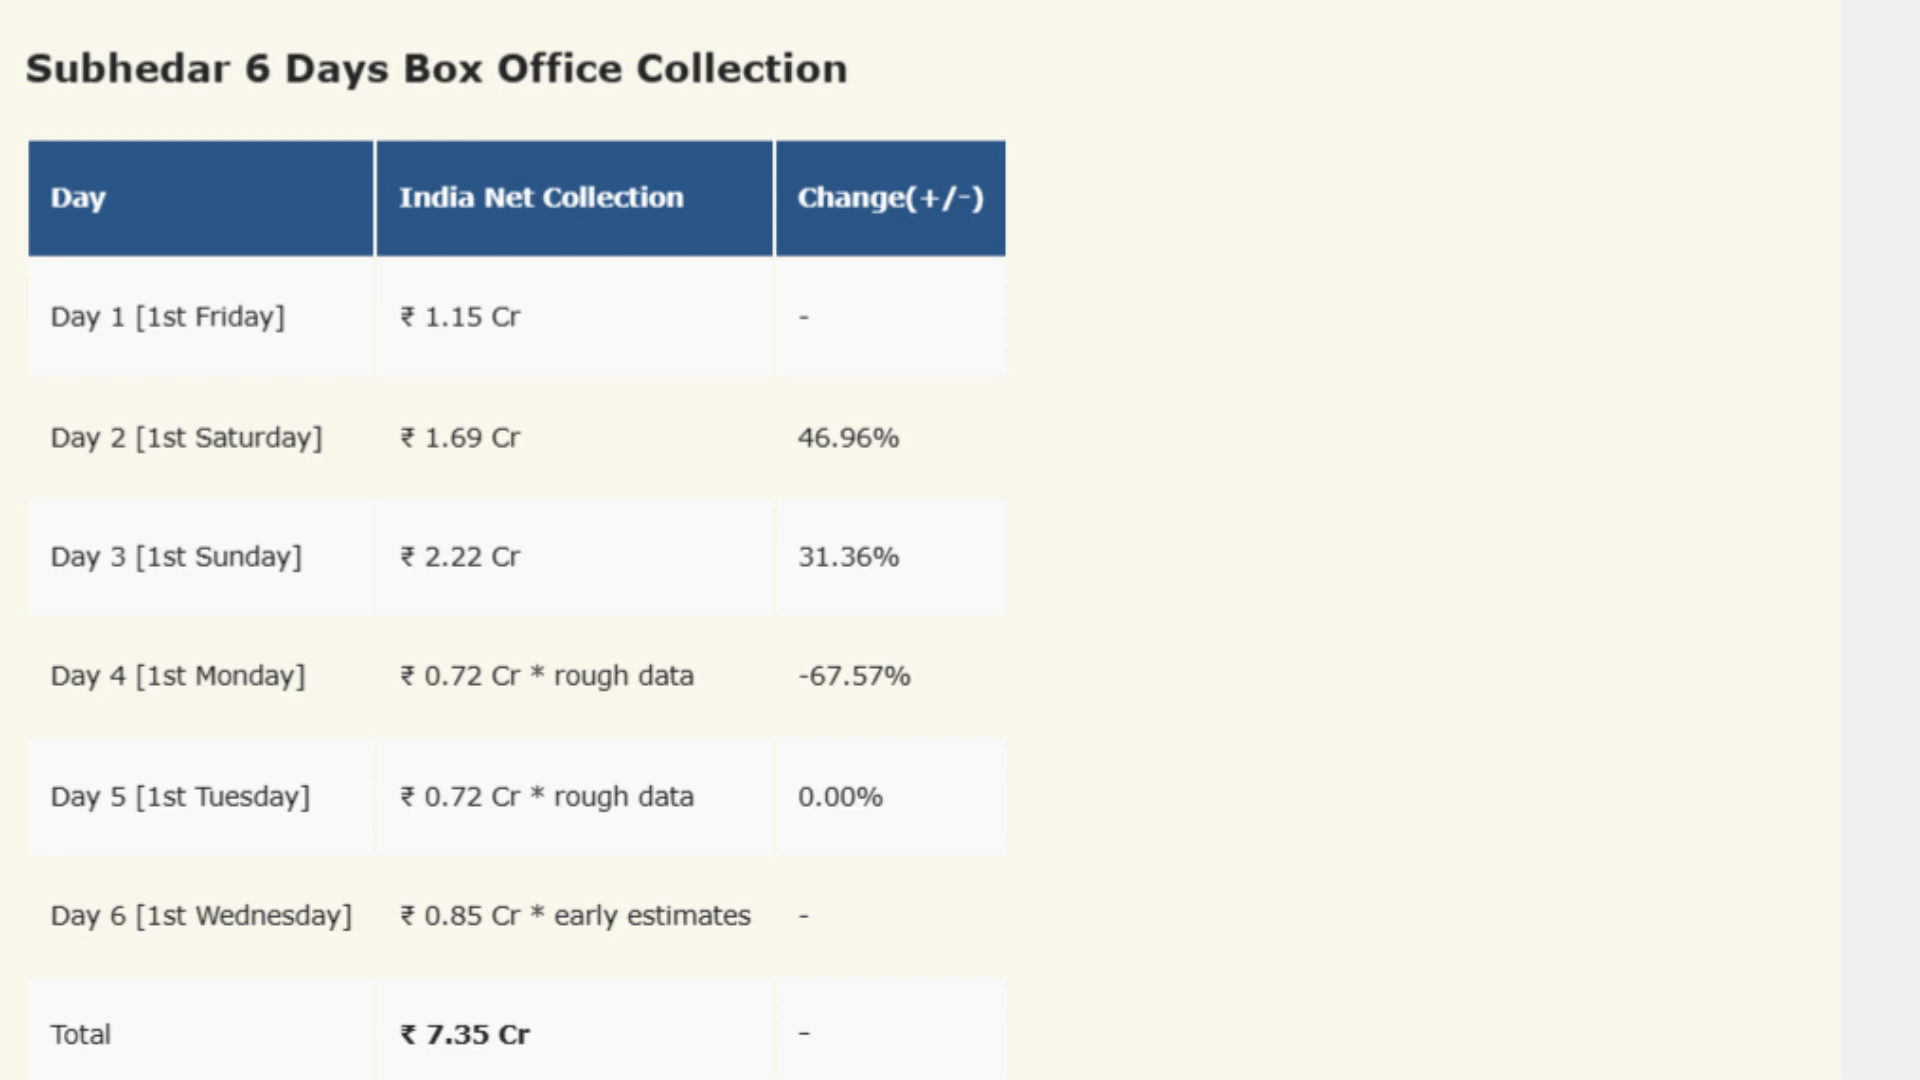 Subhedar 6 Days Box Office Collection
Day India Net Collection Change(+/-)
Day 1 [1st Friday] ₹ 1.15 Cr -
Day 2 [1st Saturday] ₹ 1.69 Cr 46.96%
Day 3 [1st Sunday] ₹ 2.22 Cr 31.36%
Day 4 [1st Monday] ₹ 0.72 Cr * rough data -67.57%
Day 5 [1st Tuesday] ₹ 0.72 Cr * rough data 0.00%
Day 6 [1st Wednesday] ₹ 0.85 Cr * early estimates -
Total ₹ 7.35 Cr -